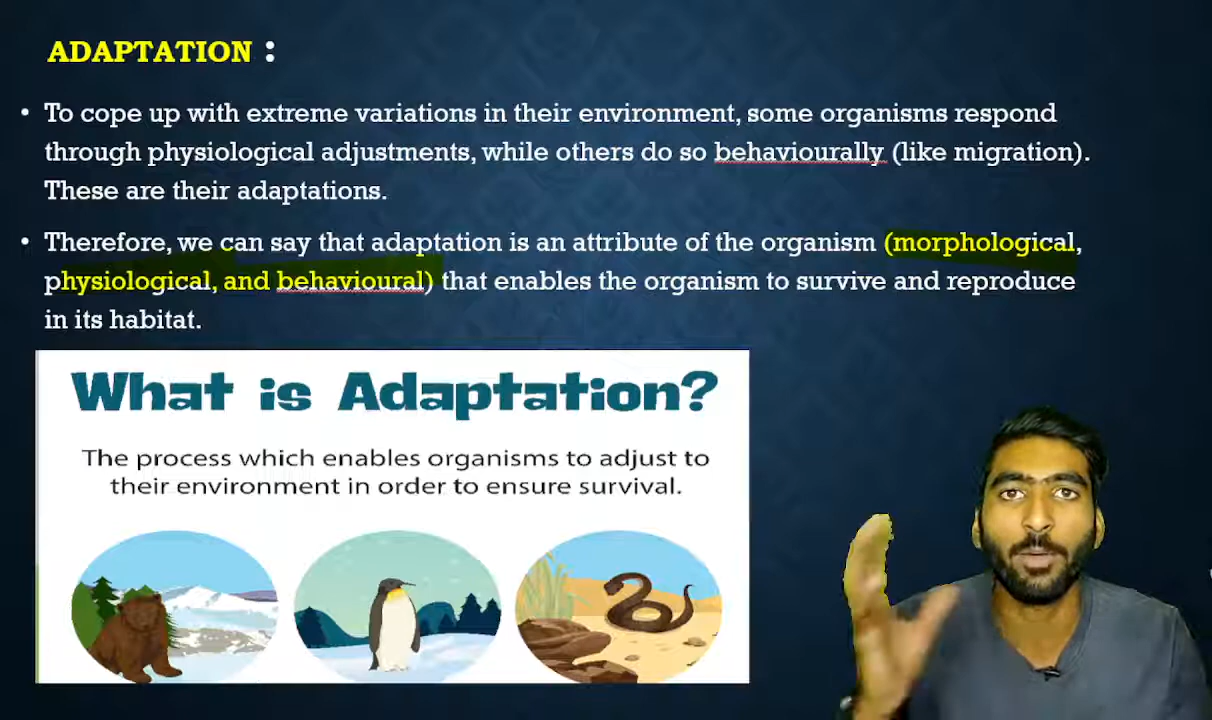 ADAPTATION :
• To cope up with extreme variations in their environment, some organisms respond
through physiological adjustments, while others do so behaviourally (like migration).
These are their adaptations.
• Therefore, we can say that adaptation is an attribute of the organism (morphological,
physiological, and behavioural) that enables the organism to survive and reproduce
in its habitat.
What is Adaptation?
The process which enables organisms to adjust to
their environment in order to ensure survival.